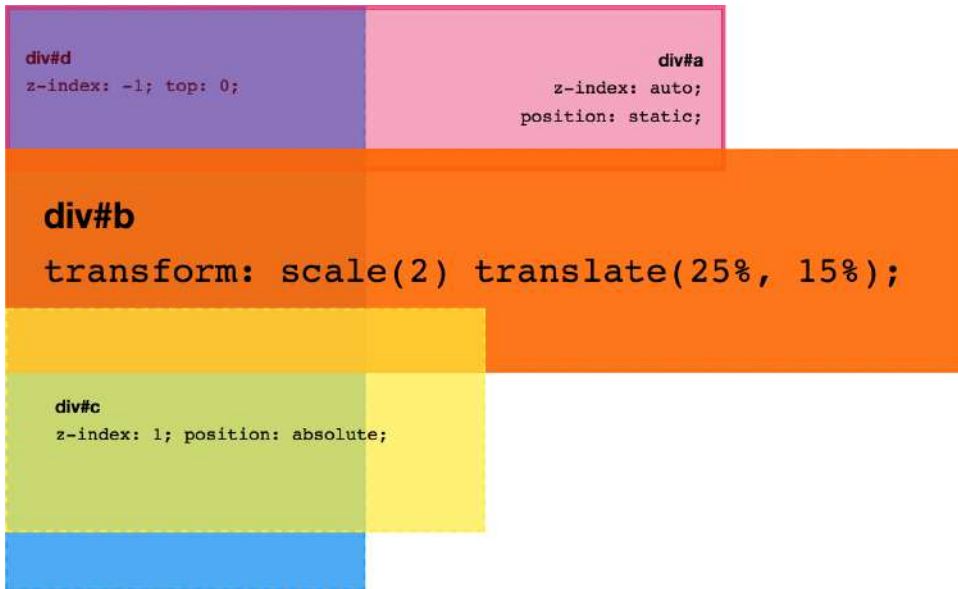 div#d
z-index: -1; top: 0;
div#a
z-index: auto;
position: static;
div#b
transform: scale(2) translate(25%, 15%);
div#c
z-index: 1; position: absolute;